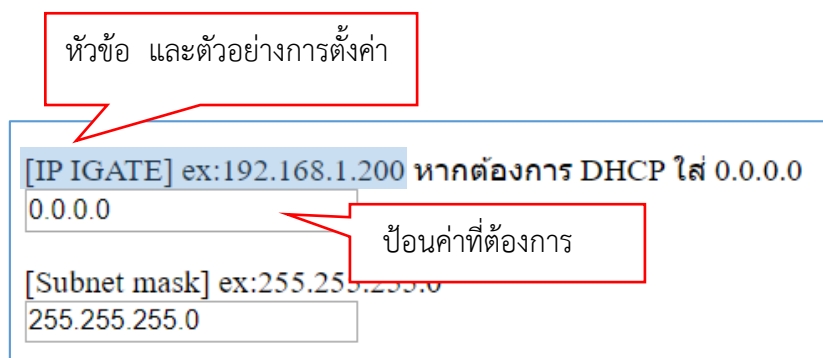 หัวข้อ และตัวอย่างการตั้งค่า
[IP IGATE] ex:192.168.1.200 หากต้องการ DHCP ใส่ 0.0.0.0
0.0.0.0
ป้อนค่าที่ต้องการ
[Subnet mask] ex:255.255.255.0
255.255.255.0